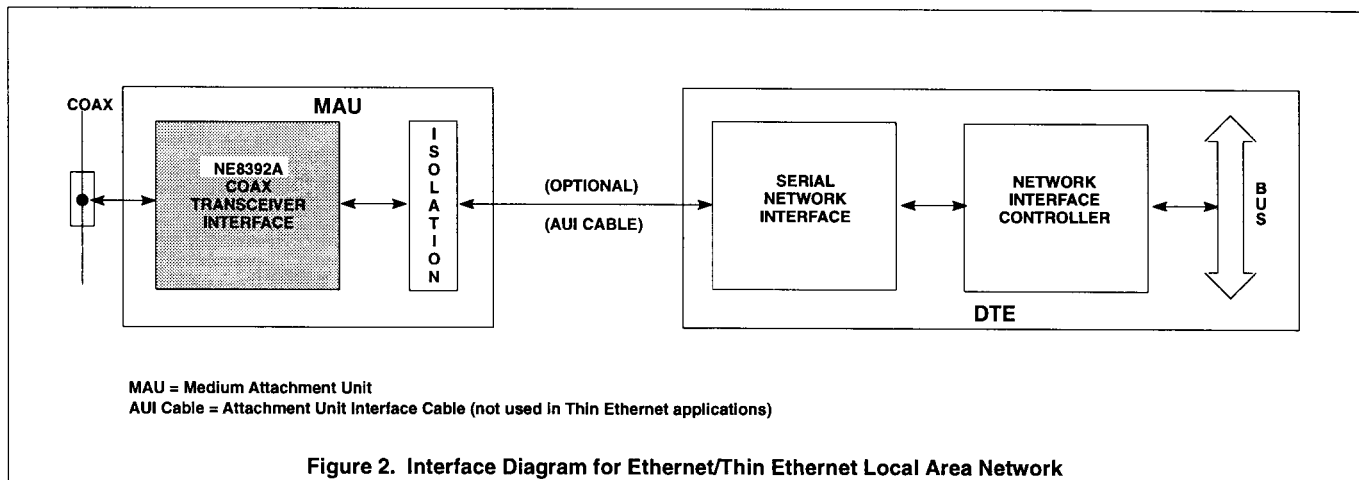 COAX
MAU
NE8392A
COAX
TRANSCEIVER
INTERFACE
ISOLATION
(OPTIONAL)
(AUI CABLE)
SERIAL
NETWORK
INTERFACE
NETWORK
INTERFACE
CONTROLLER
BUS
DTE
MAU = Medium Attachment Unit
AUI Cable = Attachment Unit Interface Cable (not used in Thin Ethernet applications)
Figure 2. Interface Diagram for Ethernet/Thin Ethernet Local Area Network